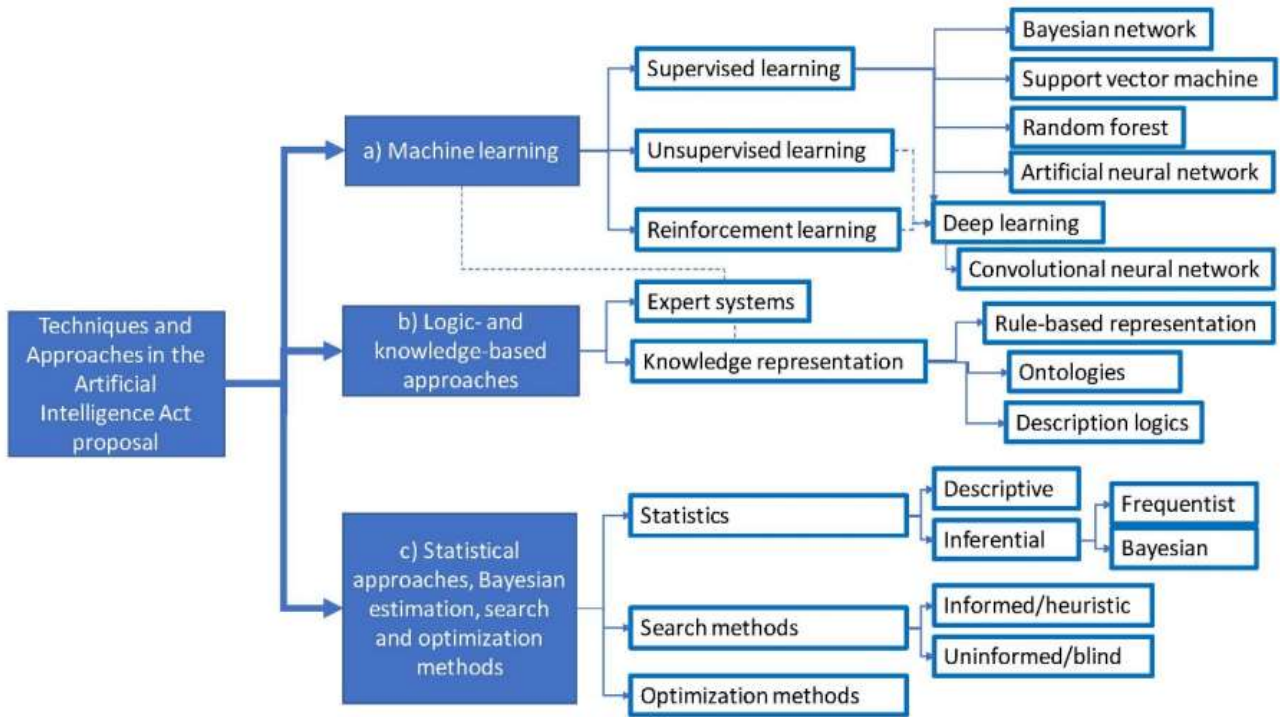 Techniques and
Approaches in the
Artificial
Intelligence Act
proposal
a) Machine learning
Supervised learning
Bayesian network
Support vector machine
Random forest
Artificial neural network
Unsupervised learning
Reinforcement learning
Deep learning
Convolutional neural network
b) Logic- and
knowledge-based
approaches
Expert systems
Knowledge representation
Rule-based representation
Ontologies
Description logics
c) Statistical
approaches, Bayesian
estimation, search
and optimization
methods
Statistics
Descriptive
Inferential
Frequentist
Bayesian
Search methods
Informed/heuristic
Uninformed/blind
Optimization methods